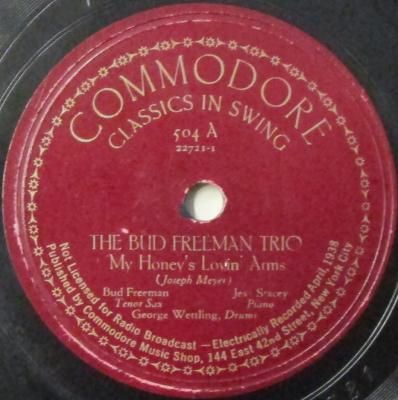 COMMODORE
CLASSICS IN SWING
504 A
22721-1
THE BUD FREEMAN TRIO
My Honey's Lovin' Arms
(Joseph Meyer)
Bud Freeman Jess Stacey
Tenor Sax Piano
George Wettling, Drums
Not Licensed for Radio Broadcast — Electrically Recorded April, 1938
Published by Commodore Music Shop, 144 East 42nd Street, New York City